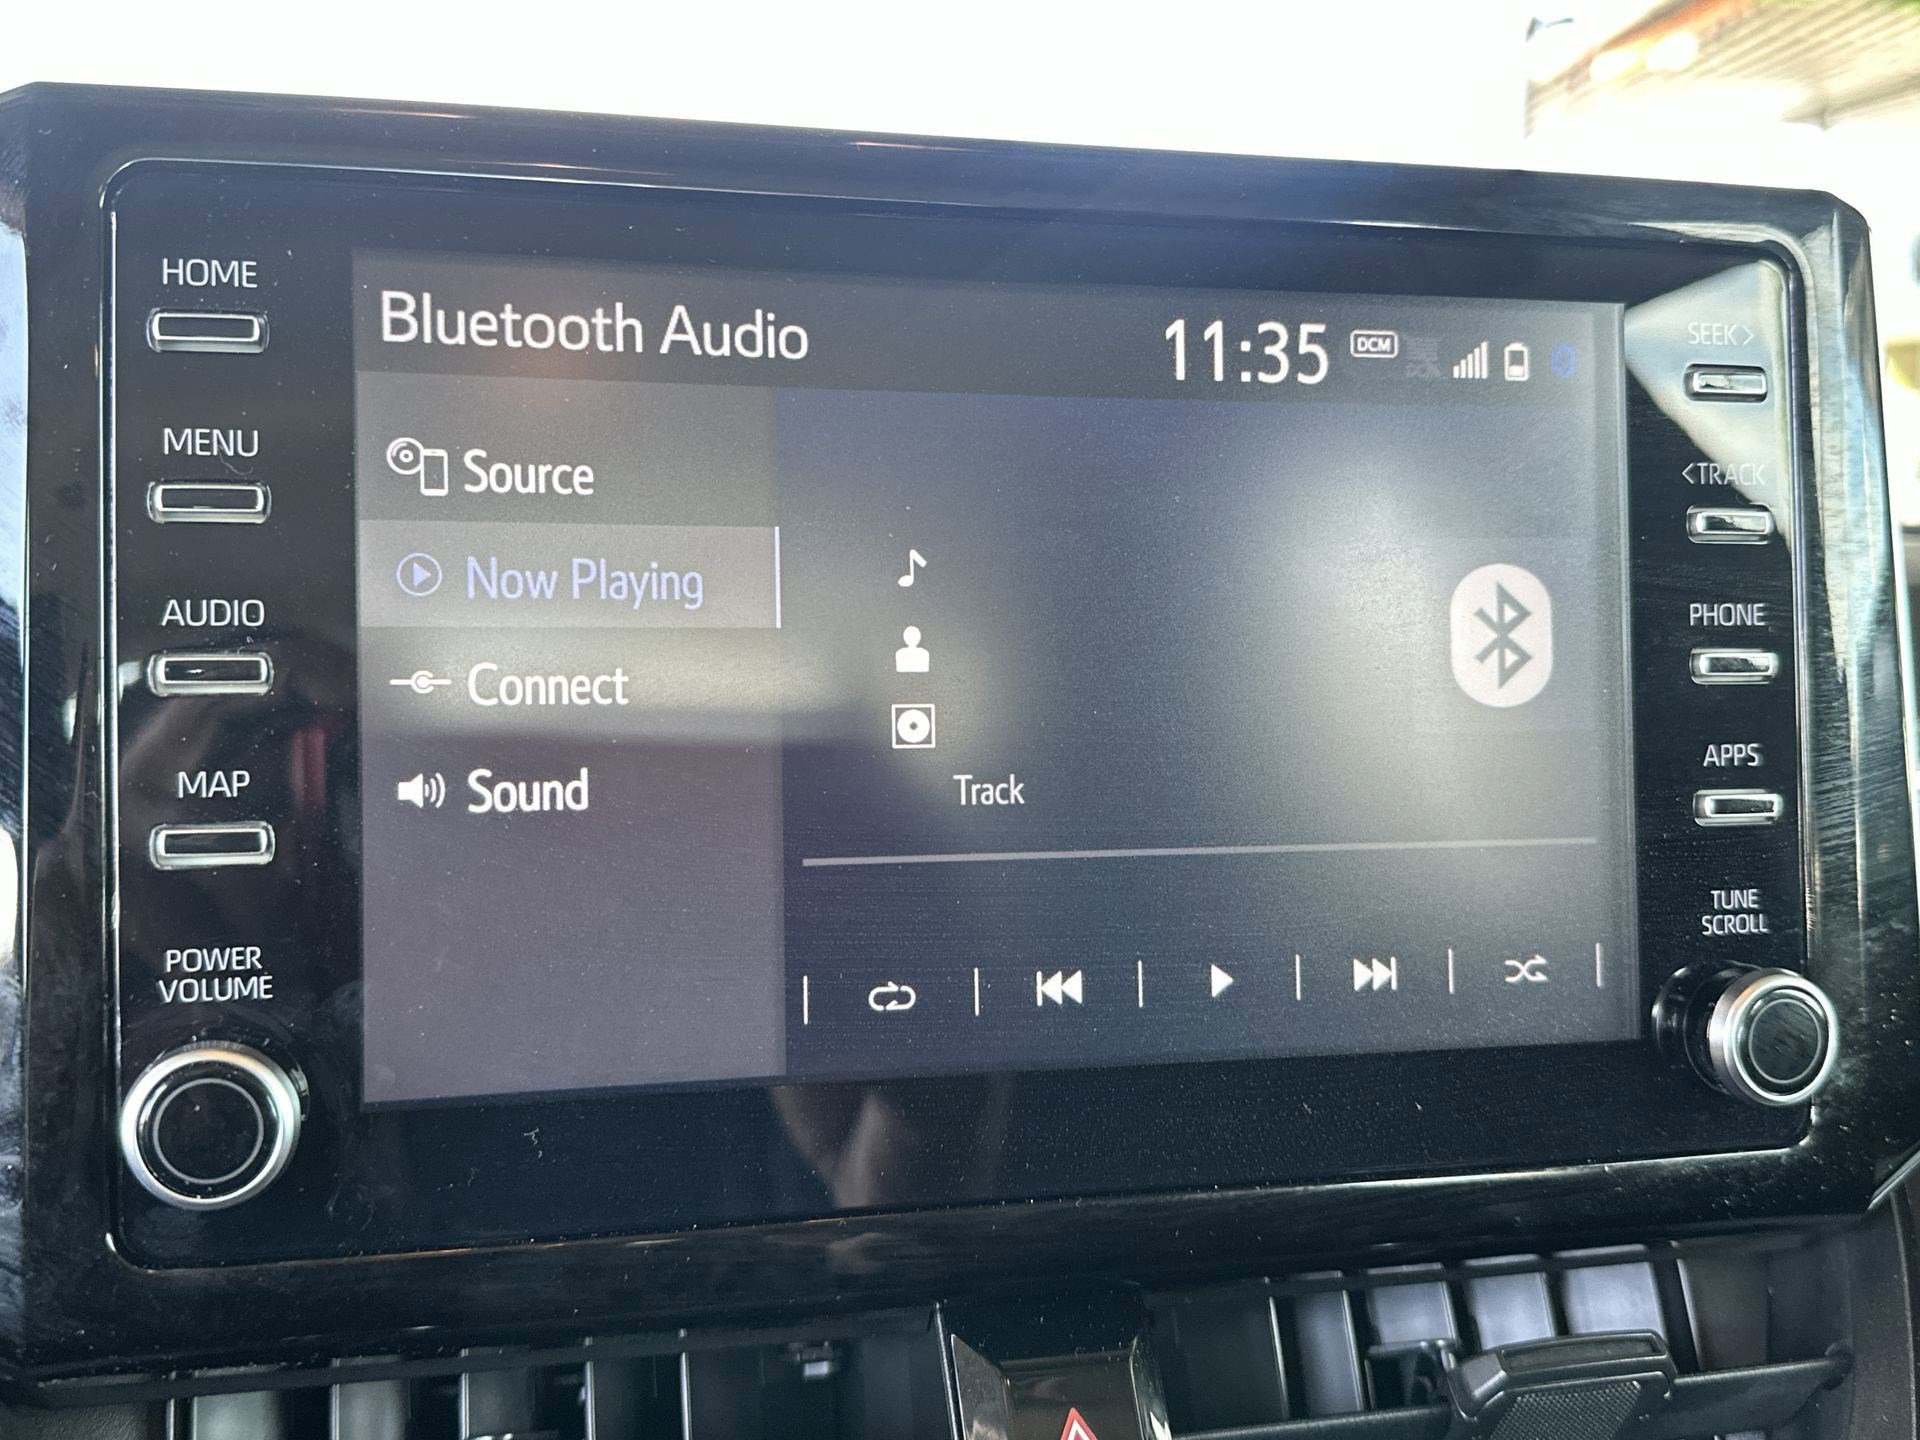 HOME
MENU
AUDIO
MAP
POWER
VOLUME
Bluetooth Audio
11:35
DCM
Source
Now Playing
Connect
Sound
Track
SEEK >
< TRACK
PHONE
APPS
TUNE
SCROLL